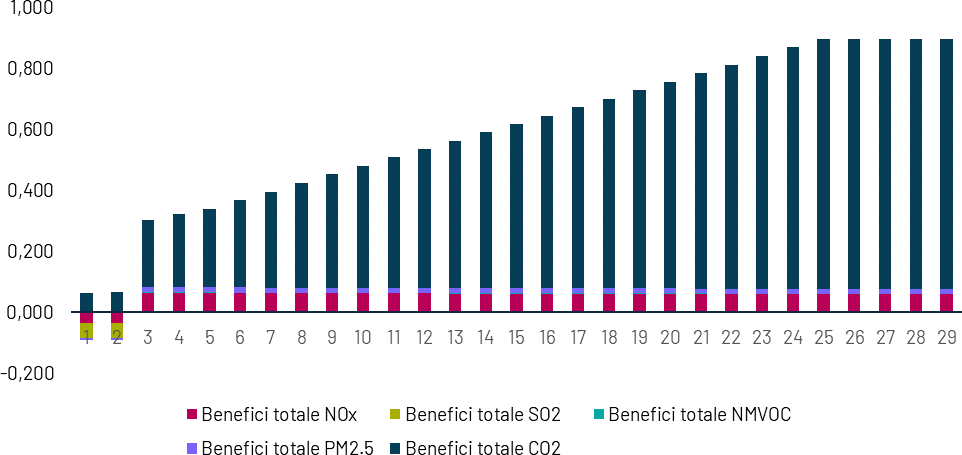 1,000
0,800
0,600
0,400
0,200
0,000
1 2 3 4 5 6 7 8 9 10 11 12 13 14 15 16 17 18 19 20 21 22 23 24 25 26 27 28 29
-0,200
Benefici totale NOx Benefici totale SO2 Benefici totale NMVOC
Benefici totale PM2.5 Benefici totale CO2